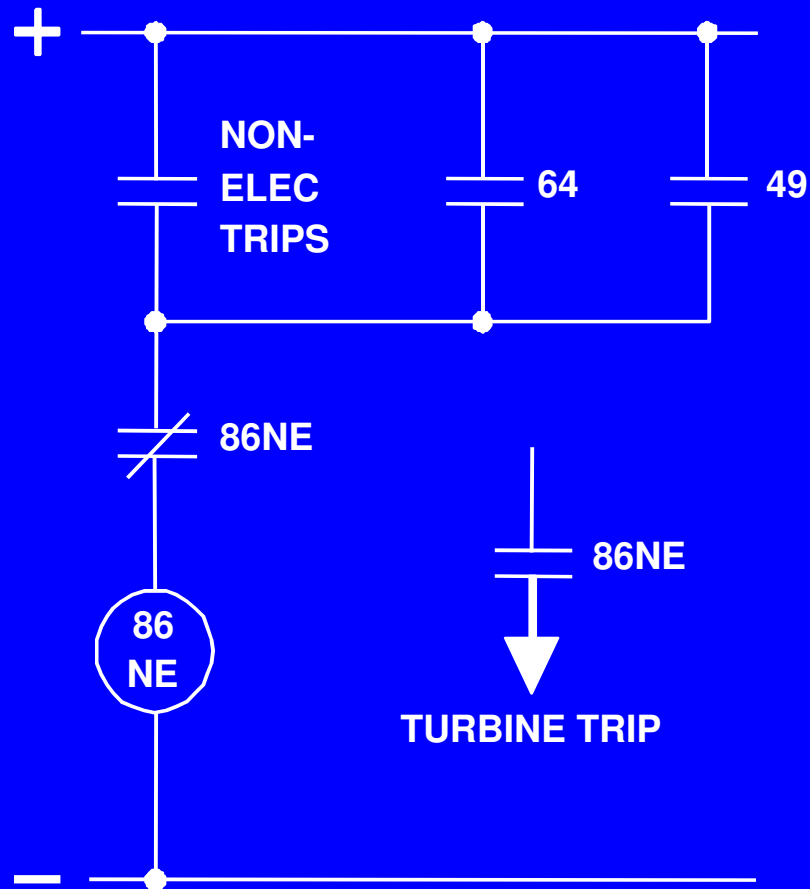 +
NON-
ELEC
TRIPS
64
49
86NE
86NE
86
NE
TURBINE TRIP
−